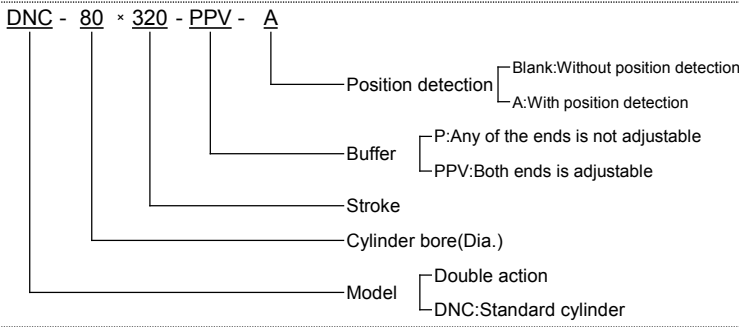 DNC - 80 × 320 - PPV - A
Blank:Without position detection
Position detection
A:With position detection
P:Any of the ends is not adjustable
Buffer
PPV:Both ends is adjustable
Stroke
Cylinder bore(Dia.)
Double action
Model
DNC:Standard cylinder